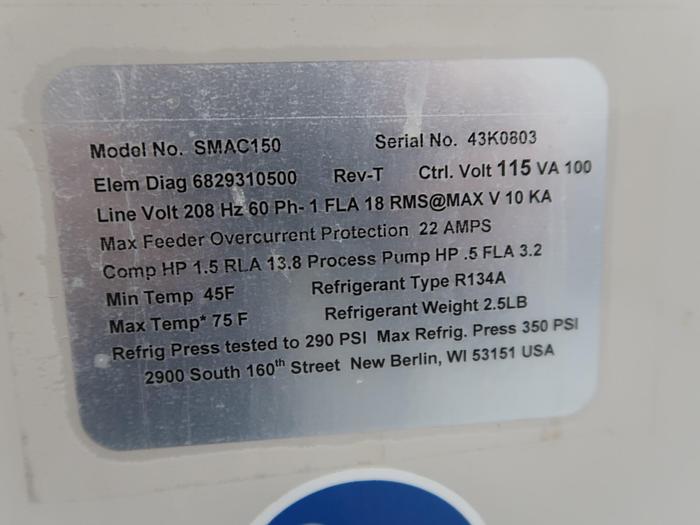 Model No. SMAC150 Serial No. 43K0803
Elem Diag 6829310500 Rev-T Ctrl. Volt 115 VA 100
Line Volt 208 Hz 60 Ph- 1 FLA 18 RMS@MAX V 10 KA
Max Feeder Overcurrent Protection 22 AMPS
Comp HP 1.5 RLA 13.8 Process Pump HP .5 FLA 3.2
Min Temp 45F Refrigerant Type R134A
Max Temp* 75 F Refrigerant Weight 2.5LB
Refrig Press tested to 290 PSI Max Refrig. Press 350 PSI
2900 South 160th Street New Berlin, WI 53151 USA